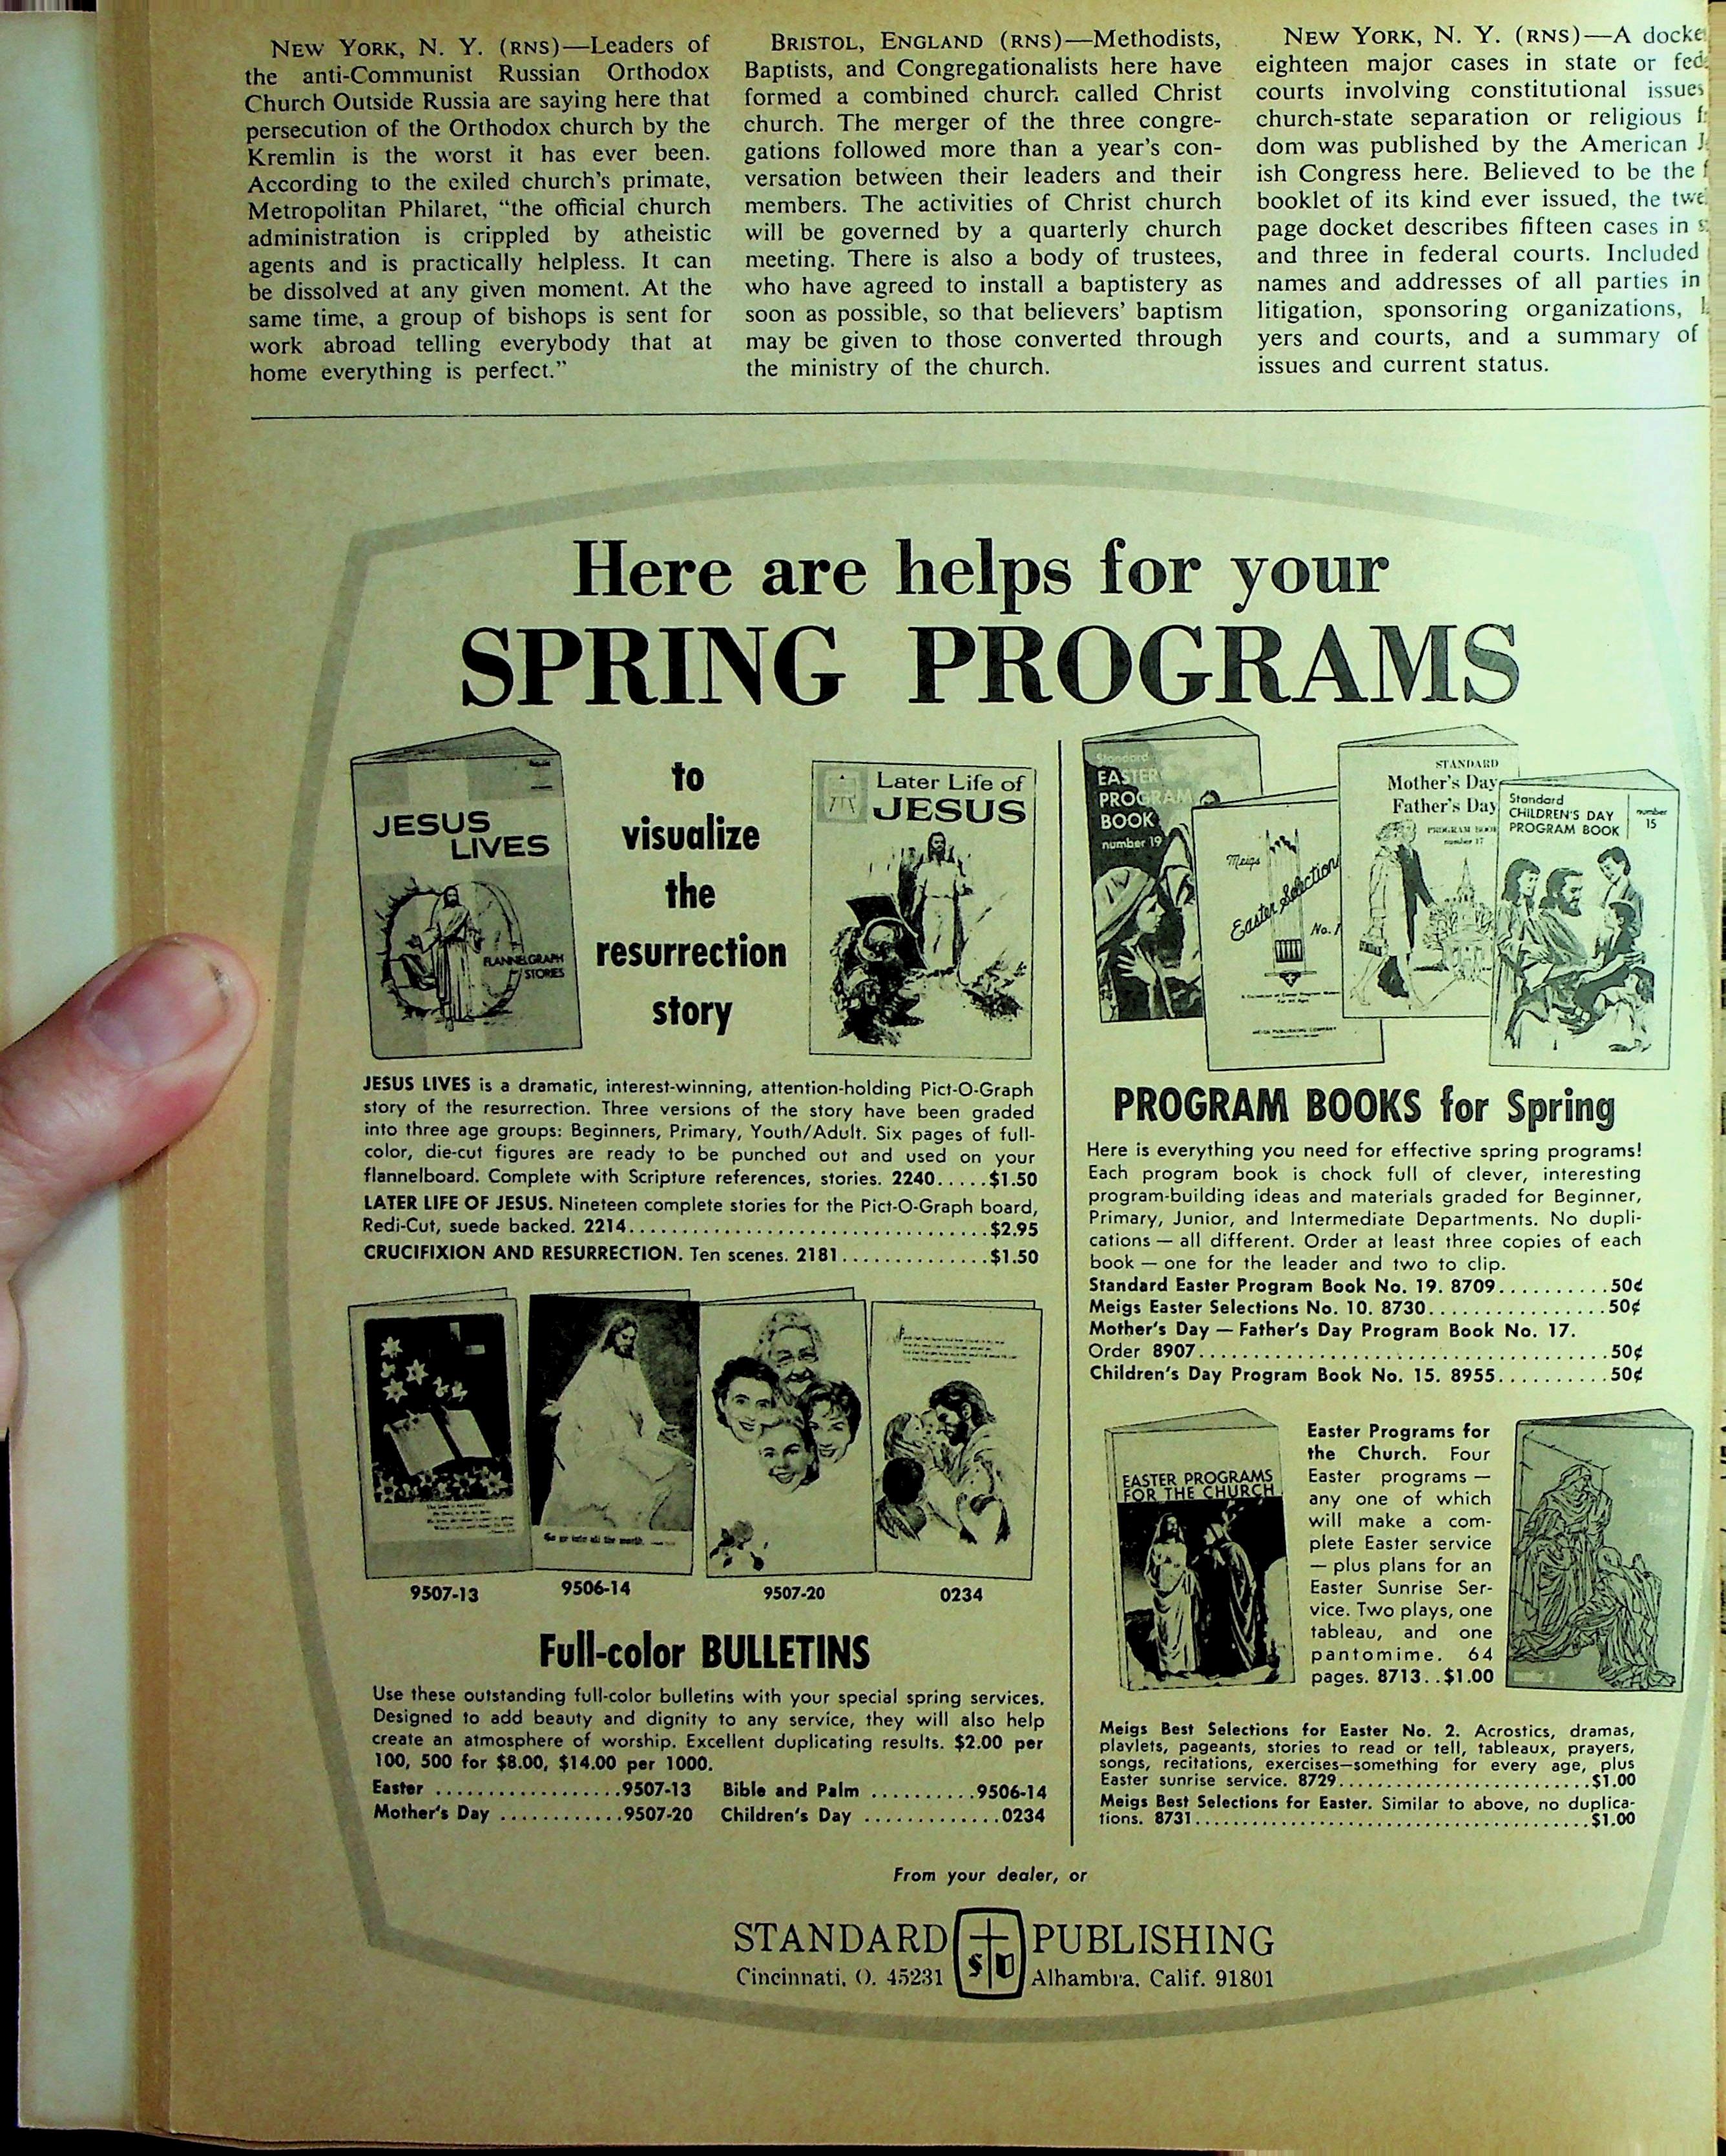 NEW YORK, N. Y. (RNS)—Leaders of
the anti-Communist Russian Orthodox
Church Outside Russia are saying here that
persecution of the Orthodox church by the
Kremlin is the worst it has ever been.
According to the exiled church's primate,
Metropolitan Philaret, "the official church
administration is crippled by atheistic
agents and is practically helpless. It can
be dissolved at any given moment. At the
same time, a group of bishops is sent for
work abroad telling everybody that at
home everything is perfect."
BRISTOL, ENGLAND (RNS)—Methodists,
Baptists, and Congregationalists here have
formed a combined church called Christ
church. The merger of the three congre-
gations followed more than a year's con-
versation between their leaders and their
members. The activities of Christ church
will be governed by a quarterly church
meeting. There is also a body of trustees,
who have agreed to install a baptistery as
soon as possible, so that believers' baptism
may be given to those converted through
the ministry of the church.
NEW YORK, N. Y. (RNS)—A
eighteen major cases in state or
courts involving constitutional issues
church-state separation or religious
dom was published by the American
ish Congress here. Believed to be the
booklet of its kind ever issued, the
page docket describes fifteen cases in
and three in federal courts. Included
names and addresses of all parties in
litigation, sponsoring organizations,
yers and courts, and a summary of
issues and current status.
Here are helps for your
SPRING PROGRAMS
JESUS
LIVES
FLANNELGRAPH
STORIES
to
visualize
the
resurrection
story
Later Life of
JESUS
Standard
EASTER
PROGRAM
BOOK
number 19
Meigs
Easter Selections
No. 1
MEIGS PUBLISHING COMPANY
STANDARD
Mother's Day
Father's Day
PROGRAM BOOK
number 17
Standard
CHILDREN'S DAY
PROGRAM BOOK
number
15
JESUS LIVES is a dramatic, interest-winning, attention-holding Pict-O-Graph
story of the resurrection. Three versions of the story have been graded
into three age groups: Beginners, Primary, Youth/Adult. Six pages of full-
color, die-cut figures are ready to be punched out and used on your
flannelboard. Complete with Scripture references, stories. 2240.....$1.50
LATER LIFE OF JESUS. Nineteen complete stories for the Pict-O-Graph board,
Redi-Cut, suede backed. 2214....................................$2.95
CRUCIFIXION AND RESURRECTION. Ten scenes. 2181...............$1.50
Go ye into all the world.
9507-13
9506-14
9507-20
0234
Full-color BULLETINS
Use these outstanding full-color bulletins with your special spring services.
Designed to add beauty and dignity to any service, they will also help
create an atmosphere of worship. Excellent duplicating results. $2.00 per
100, 500 for $8.00, $14.00 per 1000.
Easter ..................9507-13 Bible and Palm ..........9506-14
Mother's Day ............9507-20 Children's Day .............0234
PROGRAM BOOKS for Spring
Here is everything you need for effective spring programs!
Each program book is chock full of clever, interesting
program-building ideas and materials graded for Beginner,
Primary, Junior, and Intermediate Departments. No dupli-
cations — all different. Order at least three copies of each
book — one for the leader and two to clip.
Standard Easter Program Book No. 19. 8709..........50¢
Meigs Easter Selections No. 10. 8730................50¢
Mother's Day — Father's Day Program Book No. 17.
Order 8907.......................................50¢
Children's Day Program Book No. 15. 8955..........50¢
EASTER PROGRAMS
FOR THE CHURCH
Easter Programs for
the Church. Four
Easter programs —
any one of which
will make a com-
plete Easter service
— plus plans for an
Easter Sunrise Ser-
vice. Two plays, one
tableau, and one
pantomime. 64
pages. 8713..$1.00
Meigs
Best
Selections
number 2
Meigs Best Selections for Easter No. 2. Acrostics, dramas,
playlets, pageants, stories to read or tell, tableaux, prayers,
songs, recitations, exercises—something for every age, plus
Easter sunrise service. 8729..........................$1.00
Meigs Best Selections for Easter. Similar to above, no duplica-
tions. 8731.........................................$1.00
From your dealer, or
STANDARD PUBLISHING
Cincinnati, O. 45231 Alhambra, Calif. 91801